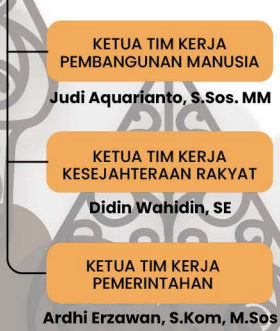 KETUA TIM KERJA
PEMBANGUNAN MANUSIA
Judi Aquarianto, S.Sos. MM
KETUA TIM KERJA
KESEJAHTERAAN RAKYAT
Didin Wahidin, SE
KETUA TIM KERJA
PEMERINTAHAN
Ardhi Erzawan, S.Kom, M.Sos